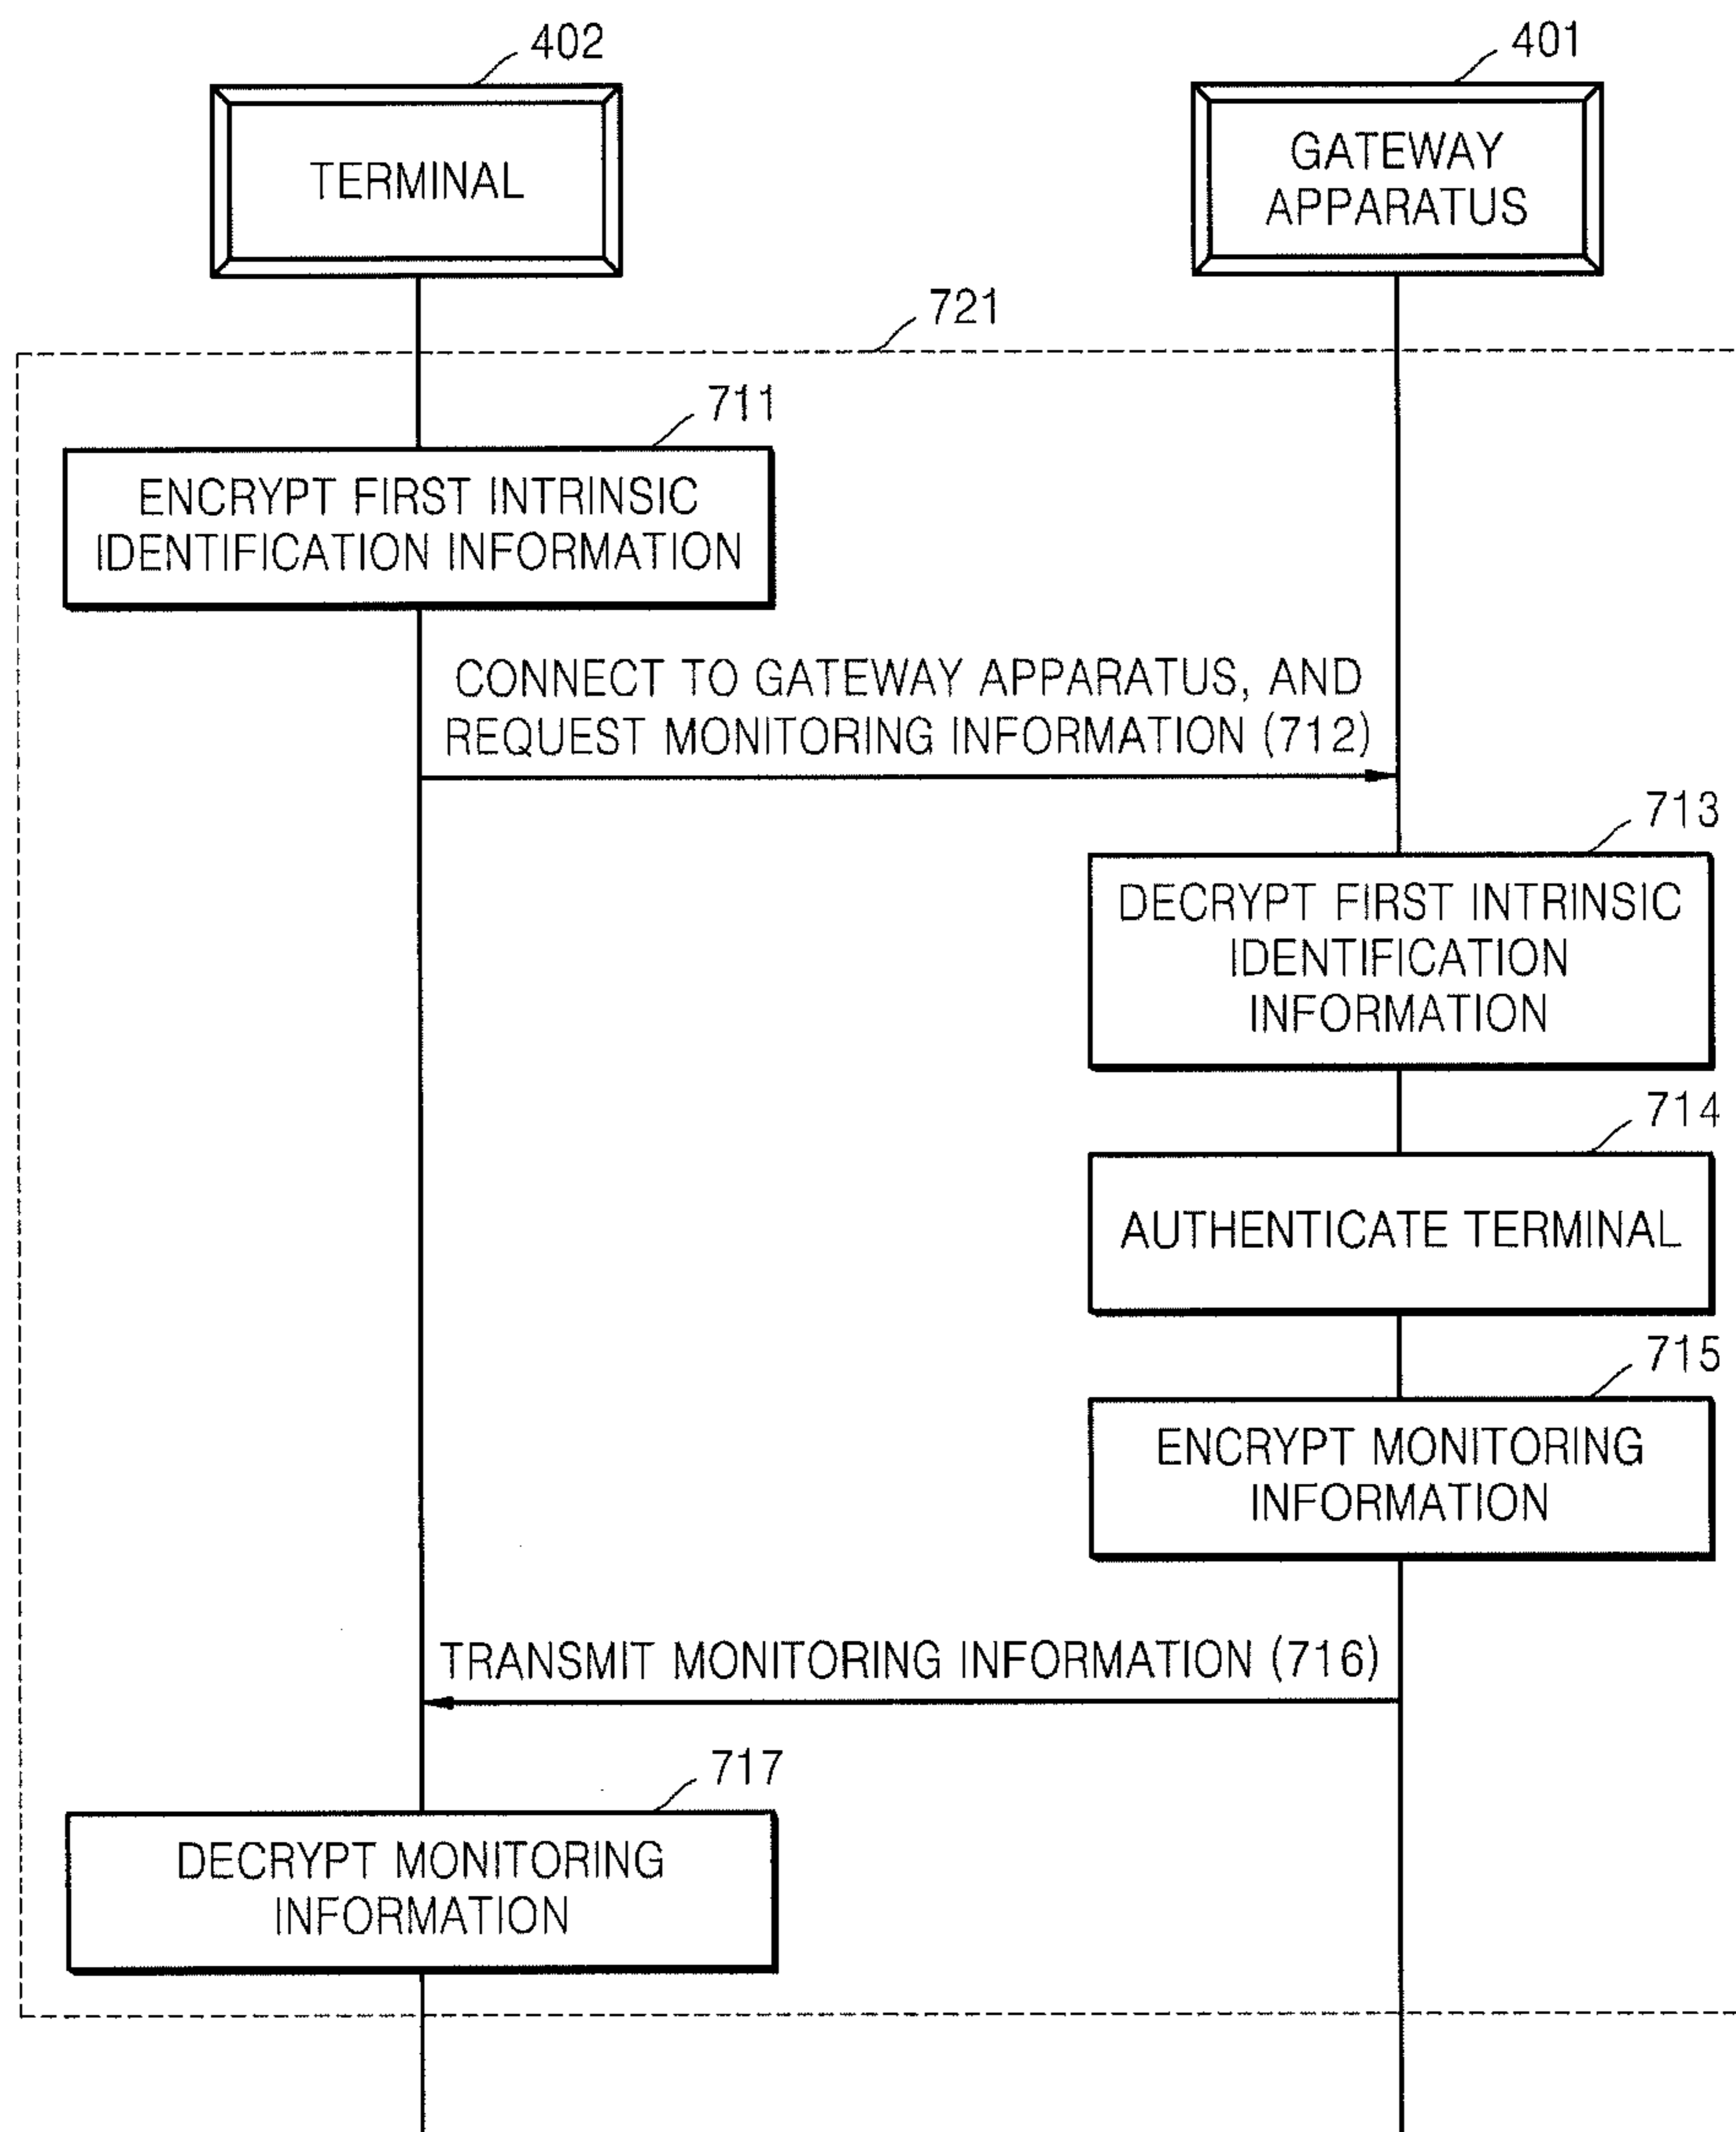 402
401
TERMINAL
GATEWAY
APPARATUS
721
711
ENCRYPT FIRST INTRINSIC
IDENTIFICATION INFORMATION
CONNECT TO GATEWAY APPARATUS, AND
REQUEST MONITORING INFORMATION (712)
713
DECRYPT FIRST INTRINSIC
IDENTIFICATION
INFORMATION
714
AUTHENTICATE TERMINAL
715
ENCRYPT MONITORING
INFORMATION
TRANSMIT MONITORING INFORMATION (716)
717
DECRYPT MONITORING
INFORMATION